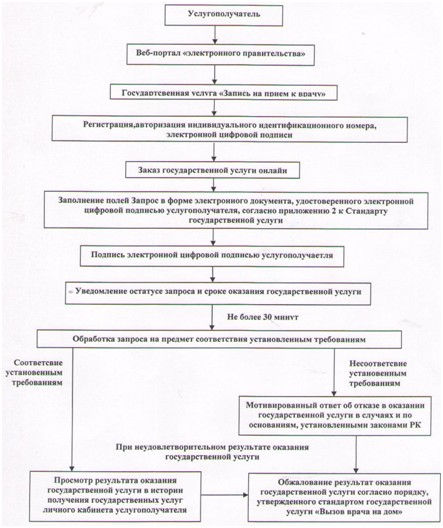 Услугополучатель
Веб-портал «электронного правительства»
Государтсвенная услуга «Запись на прием к врачу»
Регистрация,авторизация индивидуального идентификационного номера,
электронной цифровой подписи
Заказ государственной услуги онлайн
Заполнение полей Запрос в форме электронного документа, удостоверенного электронной
цифровой подписью услугополучателя, согласно приложению 2 к Стандарту
государственной услуги
Подпись электронной цифровой подписью услугополучаетля
Уведомление остатусе запроса и сроке оказания государственной услуги
Не более 30 минут
Обработка запроса на предмет соответствия установленным требованиям
Соответсвие
установленным
требованиям
Несоответсвие
установленным
требованиям
Мотивированный ответ об отказе в оказании
государственной услуги в случаях и по
основаниям, установленными законами РК
При неудовлетворительном результате оказания
государственной услуги
Просмотр результата оказания
государственной услуги в истории
получения государственных услуг
личного кабинета услугополучателя
Обжалование результат оказания
государственной услуги согласно порядку,
утвержденного стандартом государственной
услуги «Вызов врача на дом»